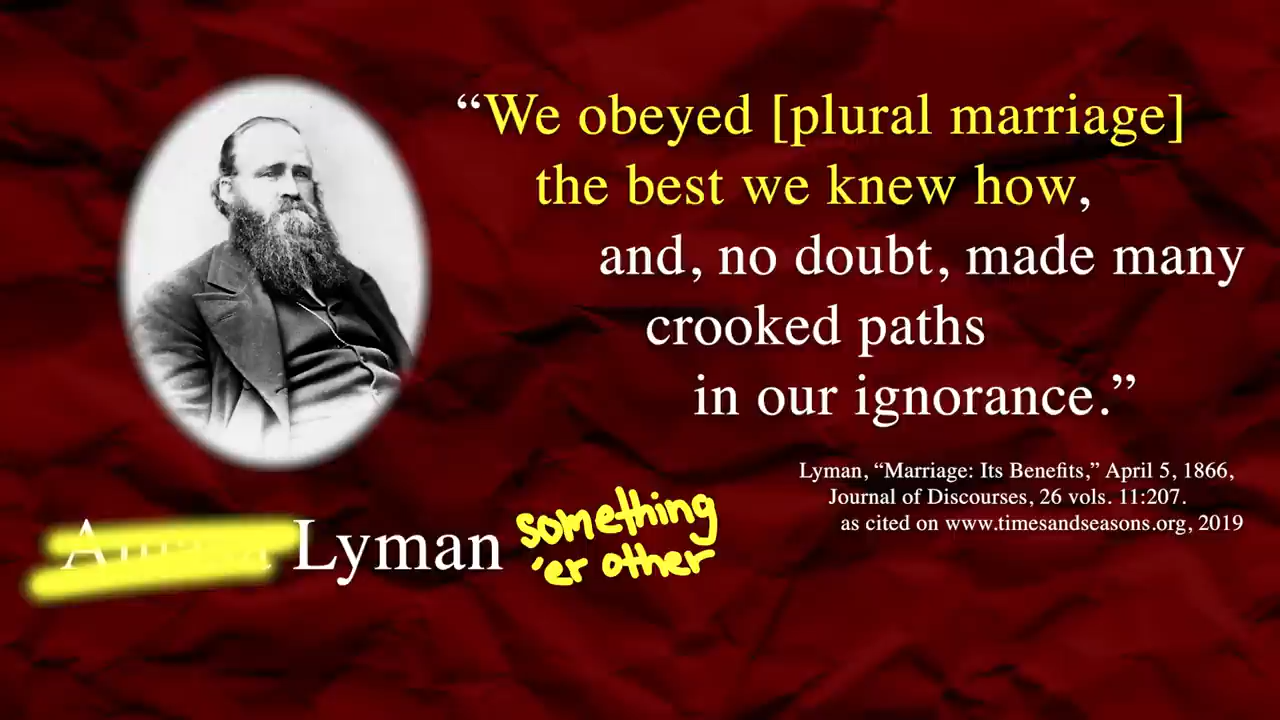 “We obeyed [plural marriage]
the best we knew how,
and, no doubt, made many
crooked paths
in our ignorance.”
Lyman, “Marriage: Its Benefits,” April 5, 1866,
Journal of Discourses, 26 vols. 11:207.
as cited on www.timesandseasons.org, 2019
Lyman something
'er other